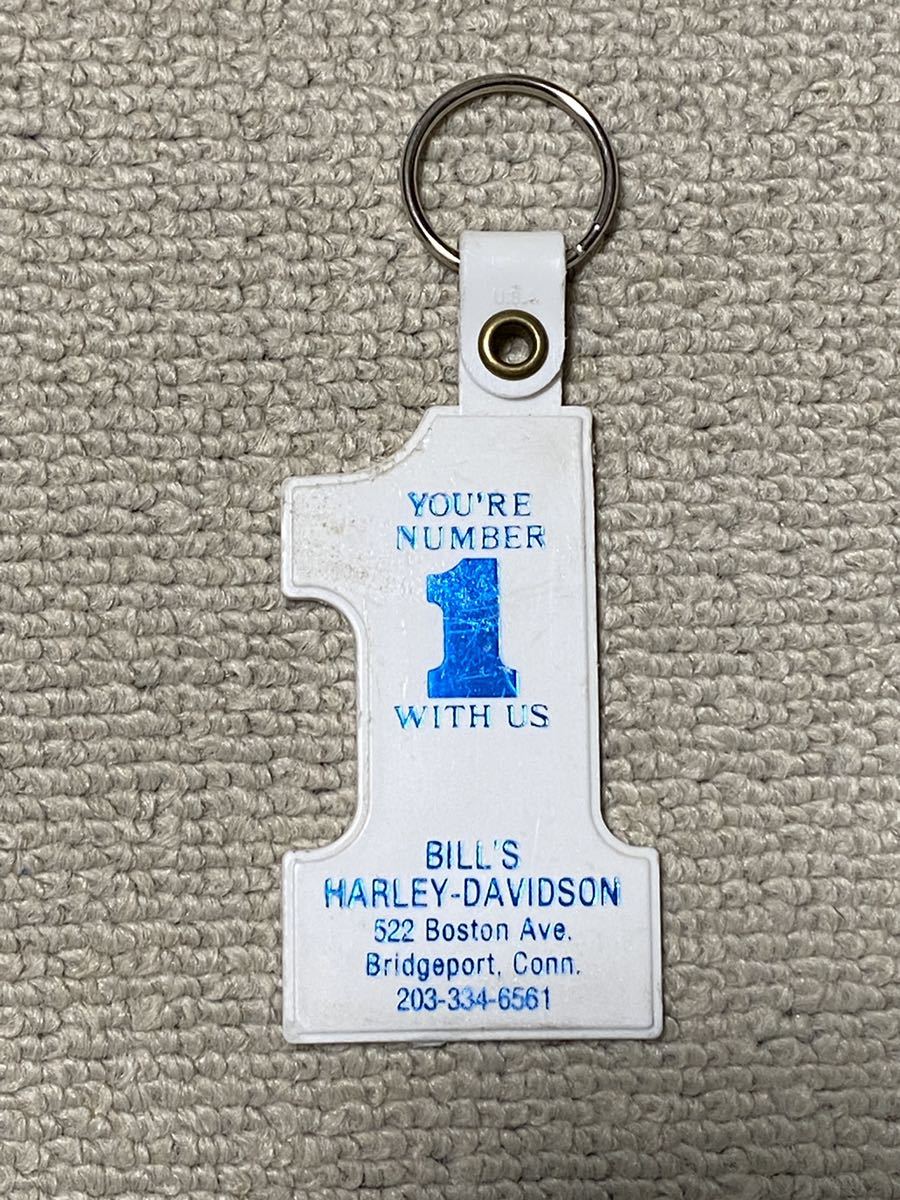 U.S.A.
YOU'RE
NUMBER
1
WITH US
BILL'S
HARLEY-DAVIDSON
522 Boston Ave.
Bridgeport, Conn.
203-334-6561